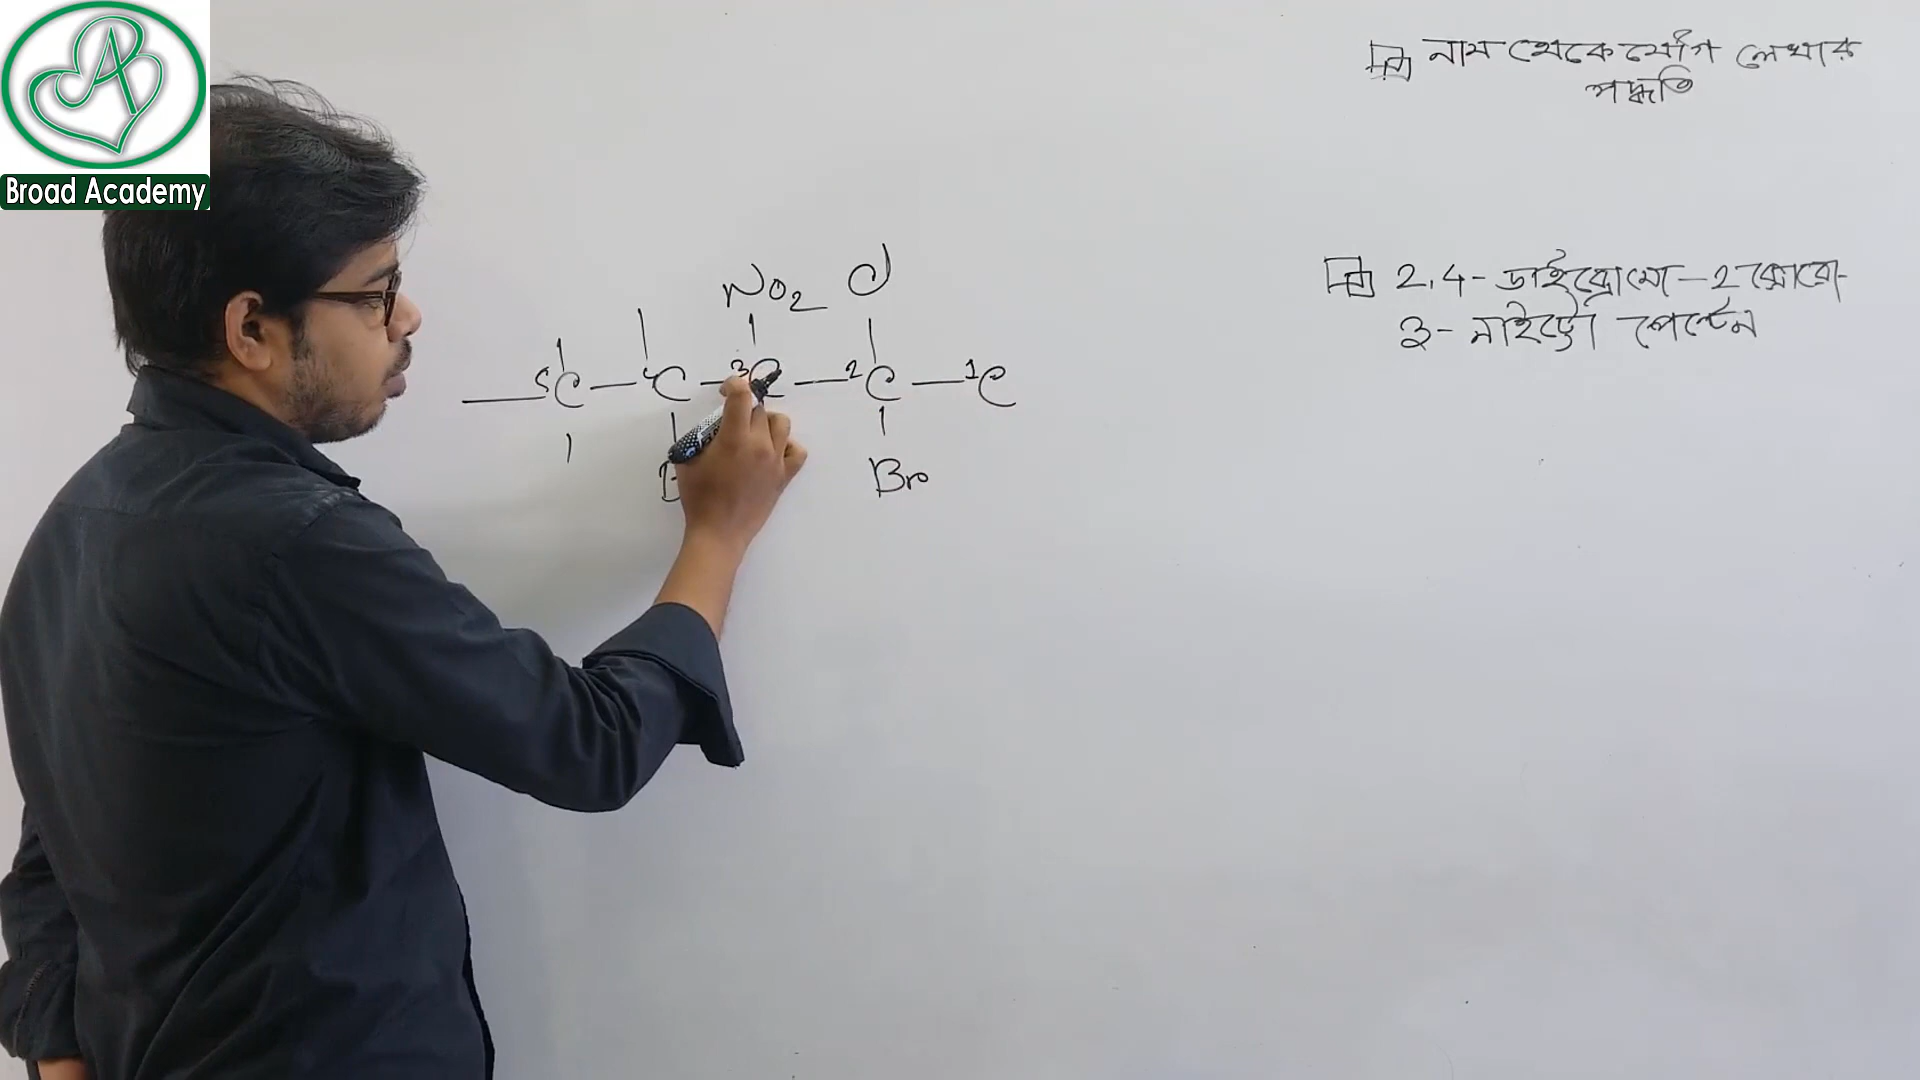 Broad Academy
নাম থেকে যৌগ লেখার
পদ্ধতি
2,4-ডাইব্রোমো-2 ক্লোরো-
3- নাইট্রো পেন্টেন
NO2 Cl
5C — 4C — 3C — 2C — 1C
B Br